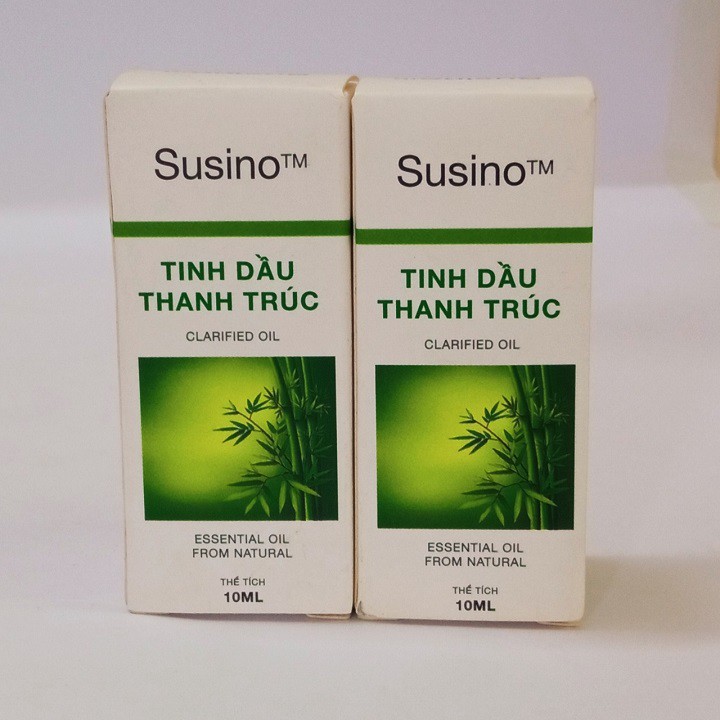 Susino™
TINH DẦU
THANH TRÚC
CLARIFIED OIL
ESSENTIAL OIL
FROM NATURAL
THỂ TÍCH
10ML
Susino™
TINH DẦU
THANH TRÚC
CLARIFIED OIL
ESSENTIAL OIL
FROM NATURAL
THỂ TÍCH
10ML